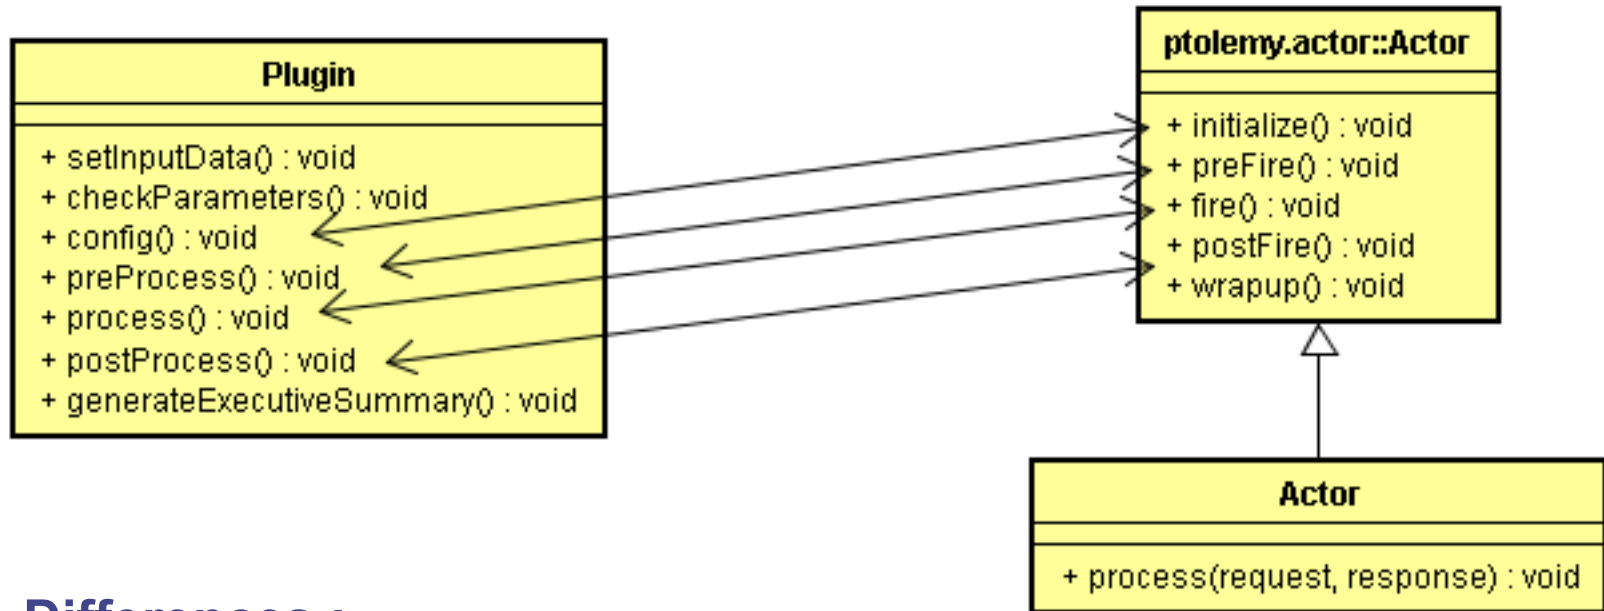 Plugin
+ setInputData() : void
+ checkParameters() : void
+ config() : void
+ preProcess() : void
+ process() : void
+ postProcess() : void
+ generateExecutiveSummary() : void
ptolemy.actor::Actor
+ initialize() : void
+ preFire() : void
+ fire() : void
+ postFire() : void
+ wrapup() : void
Actor
+ process(request, response) : void
Differences :